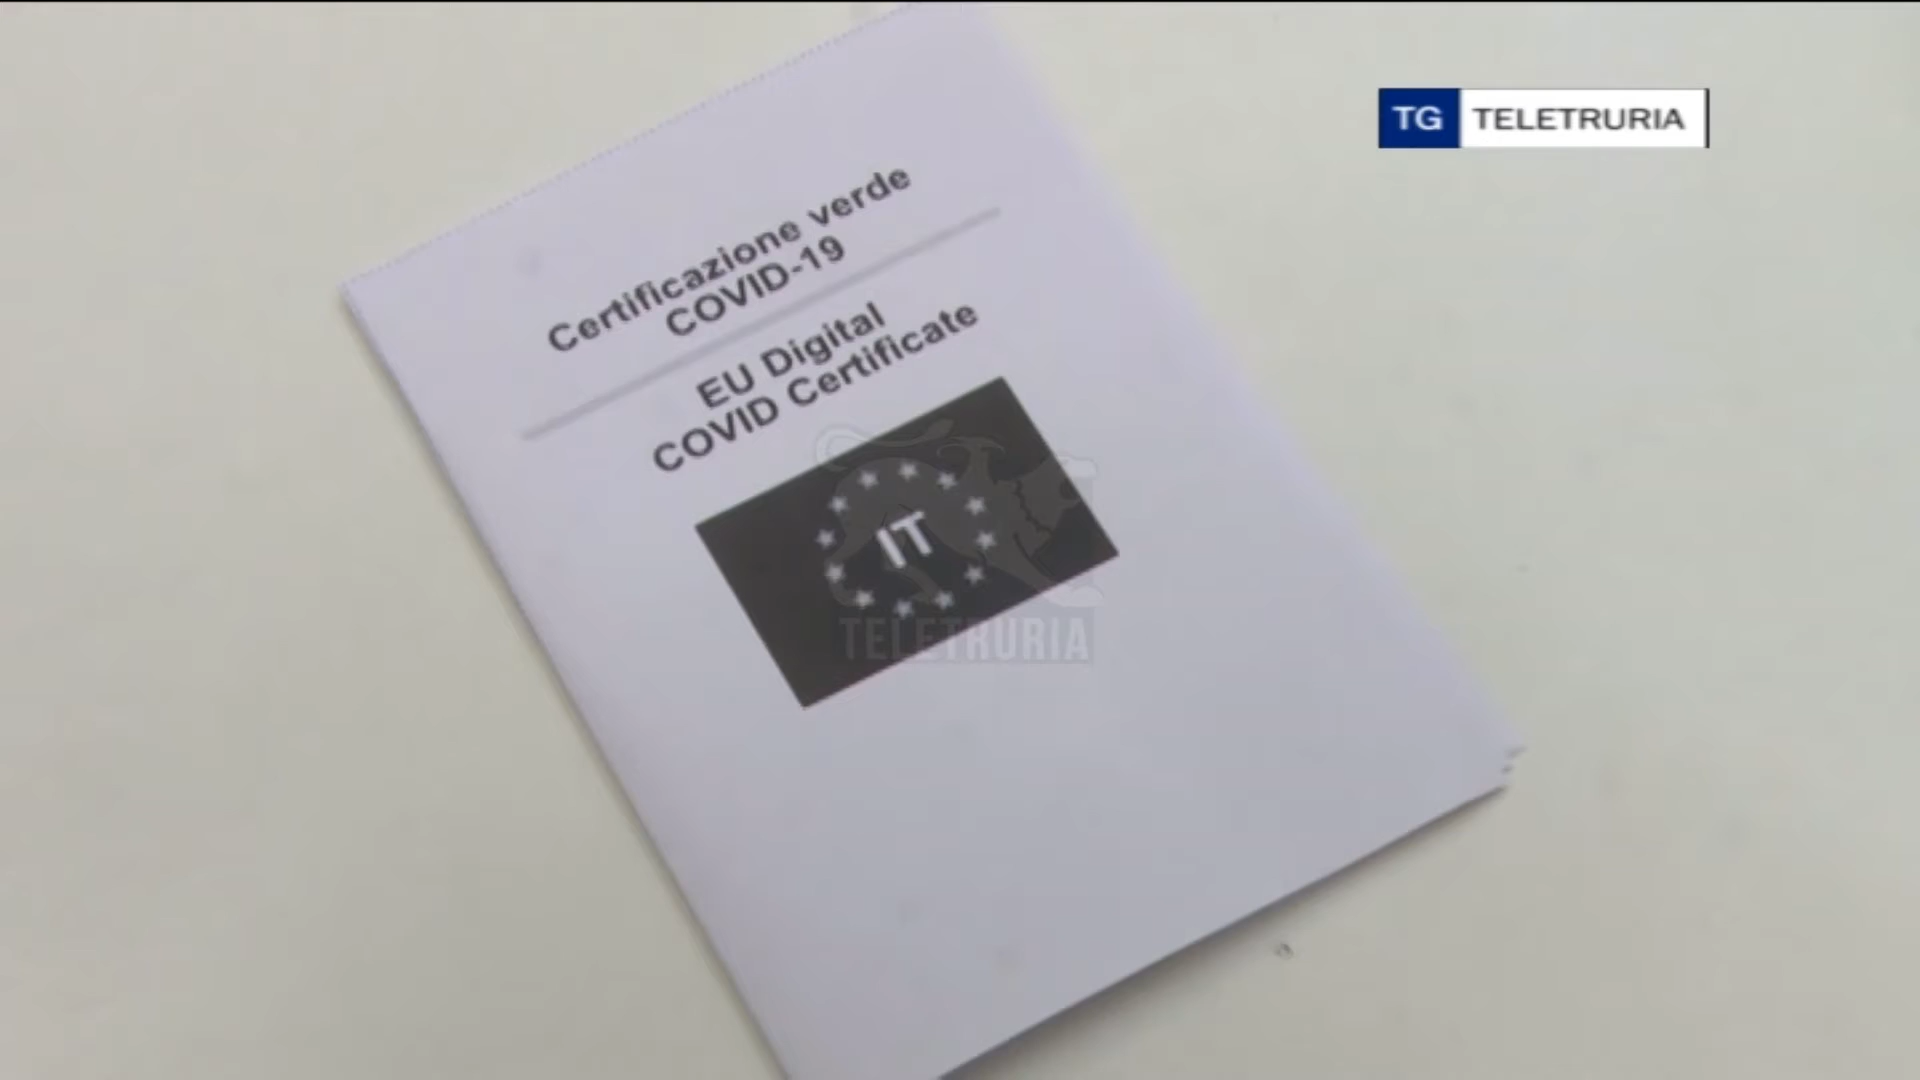 TG TELETRURIA
Certificazione verde
COVID-19
EU Digital
COVID Certificate
IT
TELETRURIA